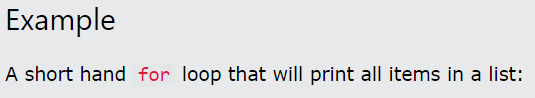 Example
A short hand for loop that will print all items in a list: